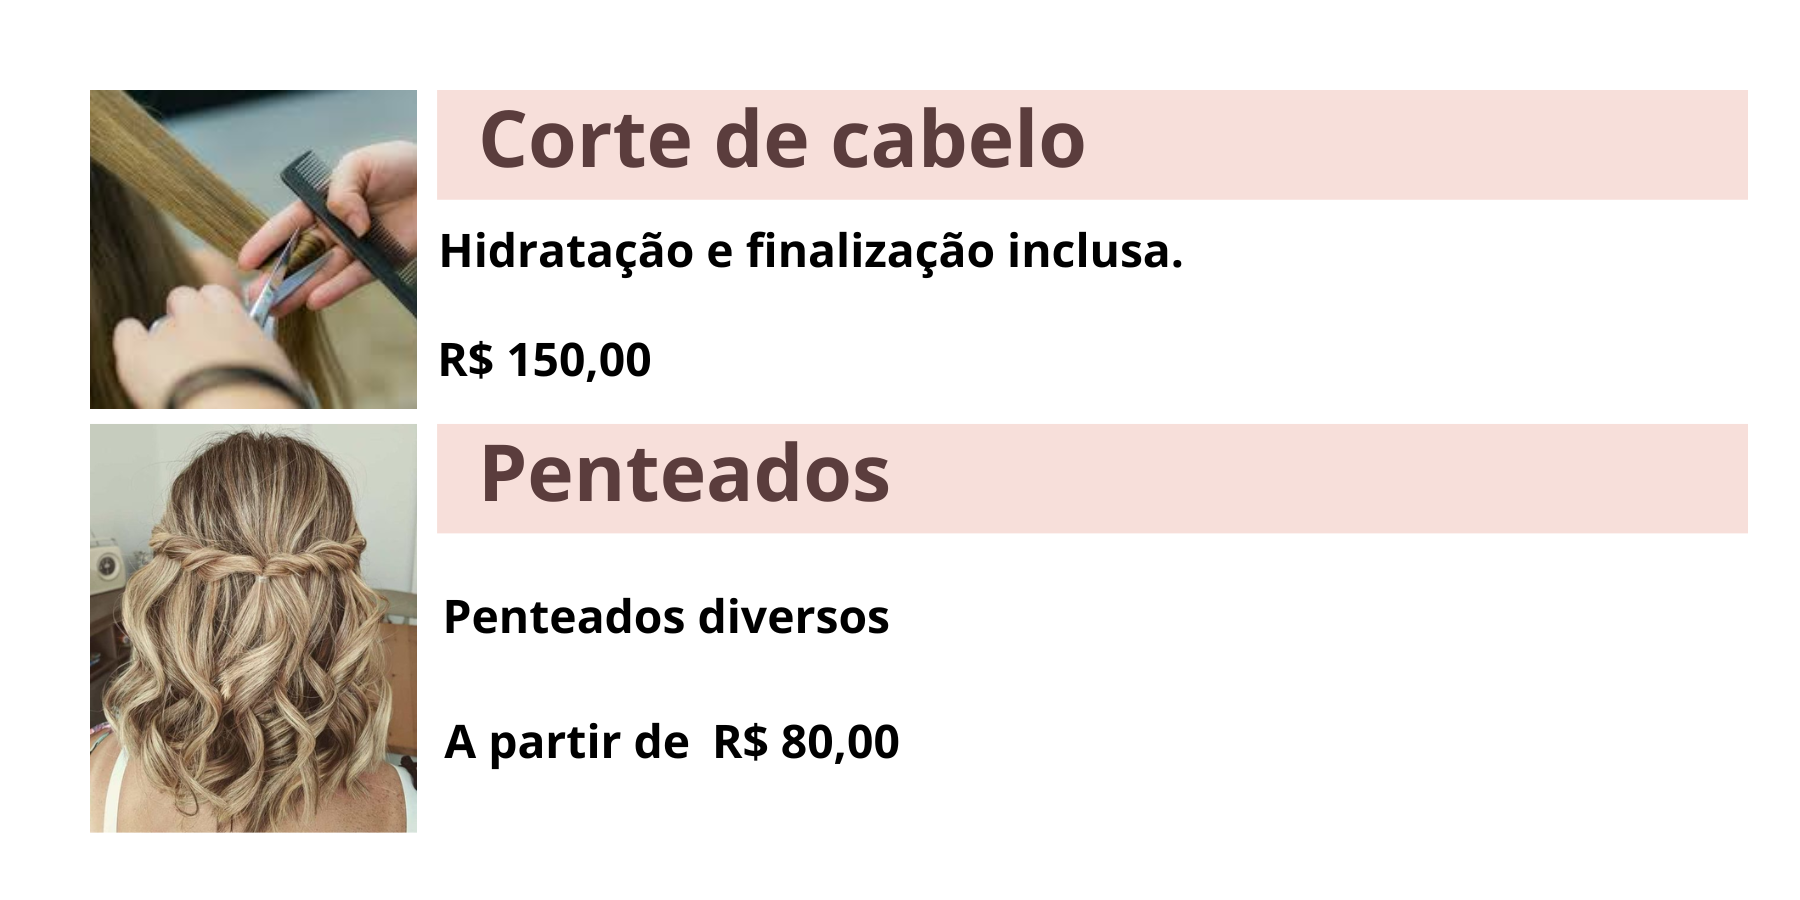 Corte de cabelo
Hidratação e finalização inclusa.
R$ 150,00
Penteados
Penteados diversos
A partir de R$ 80,00